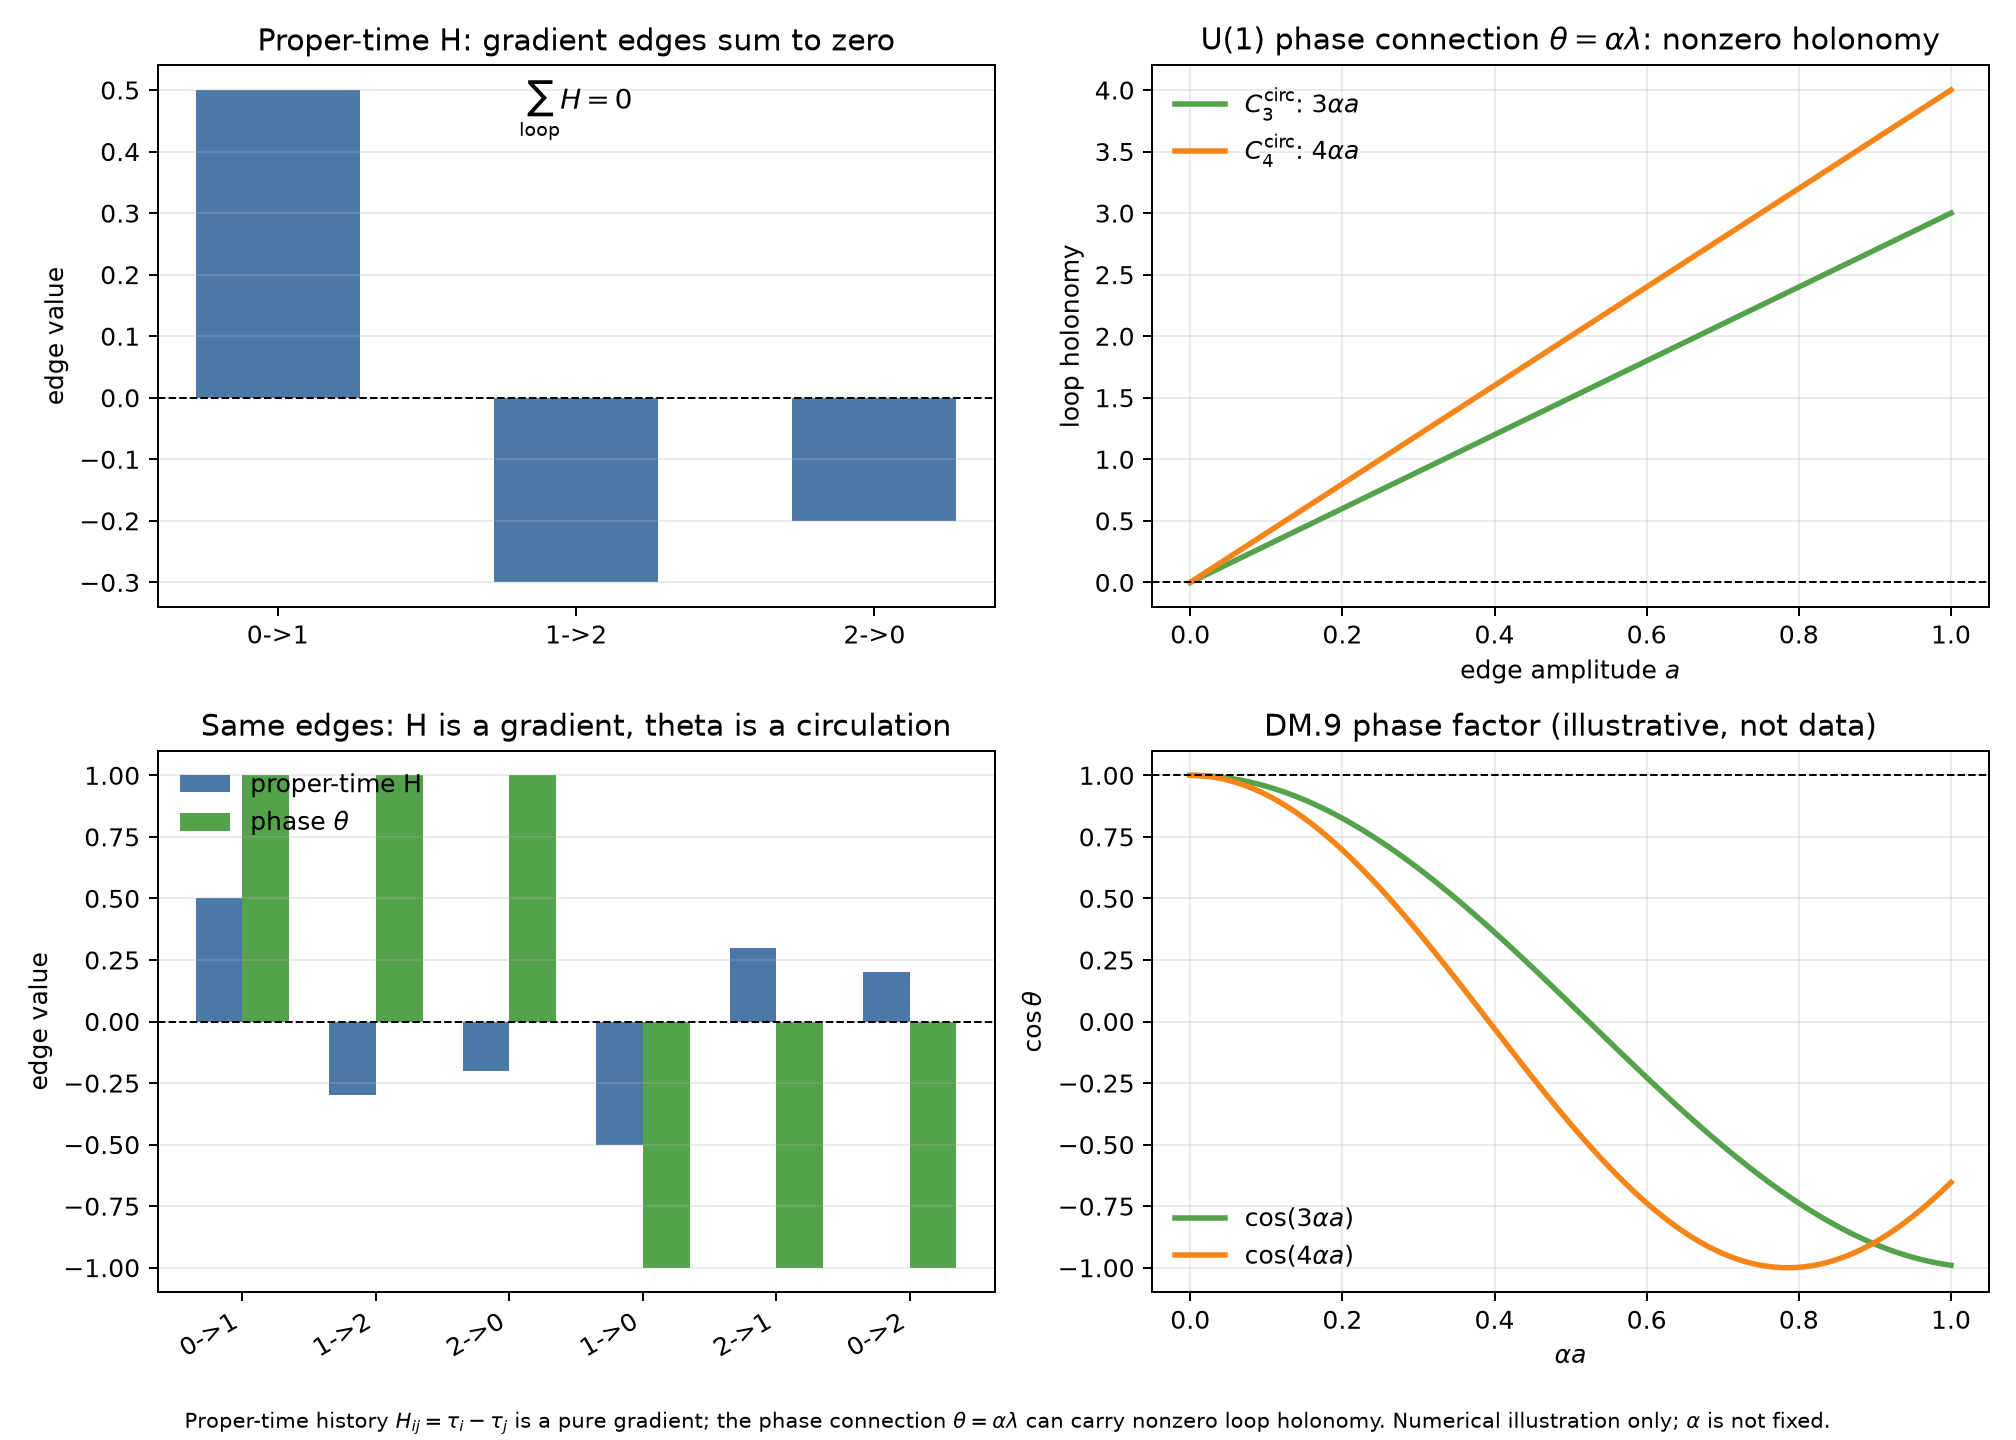 Proper-time H: gradient edges sum to zero
∑ H = 0
loop
edge value
0.5
0.4
0.3
0.2
0.1
0.0
−0.1
−0.2
−0.3
0->1 1->2 2->0
U(1) phase connection θ = αλ: nonzero holonomy
C₃^circ: 3αa
C₄^circ: 4αa
loop holonomy
4.0
3.5
3.0
2.5
2.0
1.5
1.0
0.5
0.0
0.0 0.2 0.4 0.6 0.8 1.0
edge amplitude a
Same edges: H is a gradient, theta is a circulation
proper-time H
phase θ
edge value
1.00
0.75
0.50
0.25
0.00
−0.25
−0.50
−0.75
−1.00
0->1 1->2 2->0 1->0 2->1 0->2
DM.9 phase factor (illustrative, not data)
cos θ
1.00
0.75
0.50
0.25
0.00
−0.25
−0.50
−0.75
−1.00
cos(3αa)
cos(4αa)
0.0 0.2 0.4 0.6 0.8 1.0
αa
Proper-time history Hᵢⱼ = τᵢ − τⱼ is a pure gradient; the phase connection θ = αλ can carry nonzero loop holonomy. Numerical illustration only; α is not fixed.